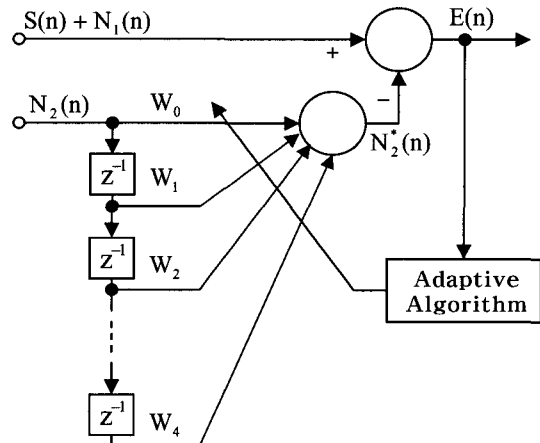 S(n) + N₁(n)
E(n)
+
−
N₂(n)
W₀
N₂*(n)
z⁻¹
W₁
z⁻¹
W₂
Adaptive
Algorithm
z⁻¹
W₄